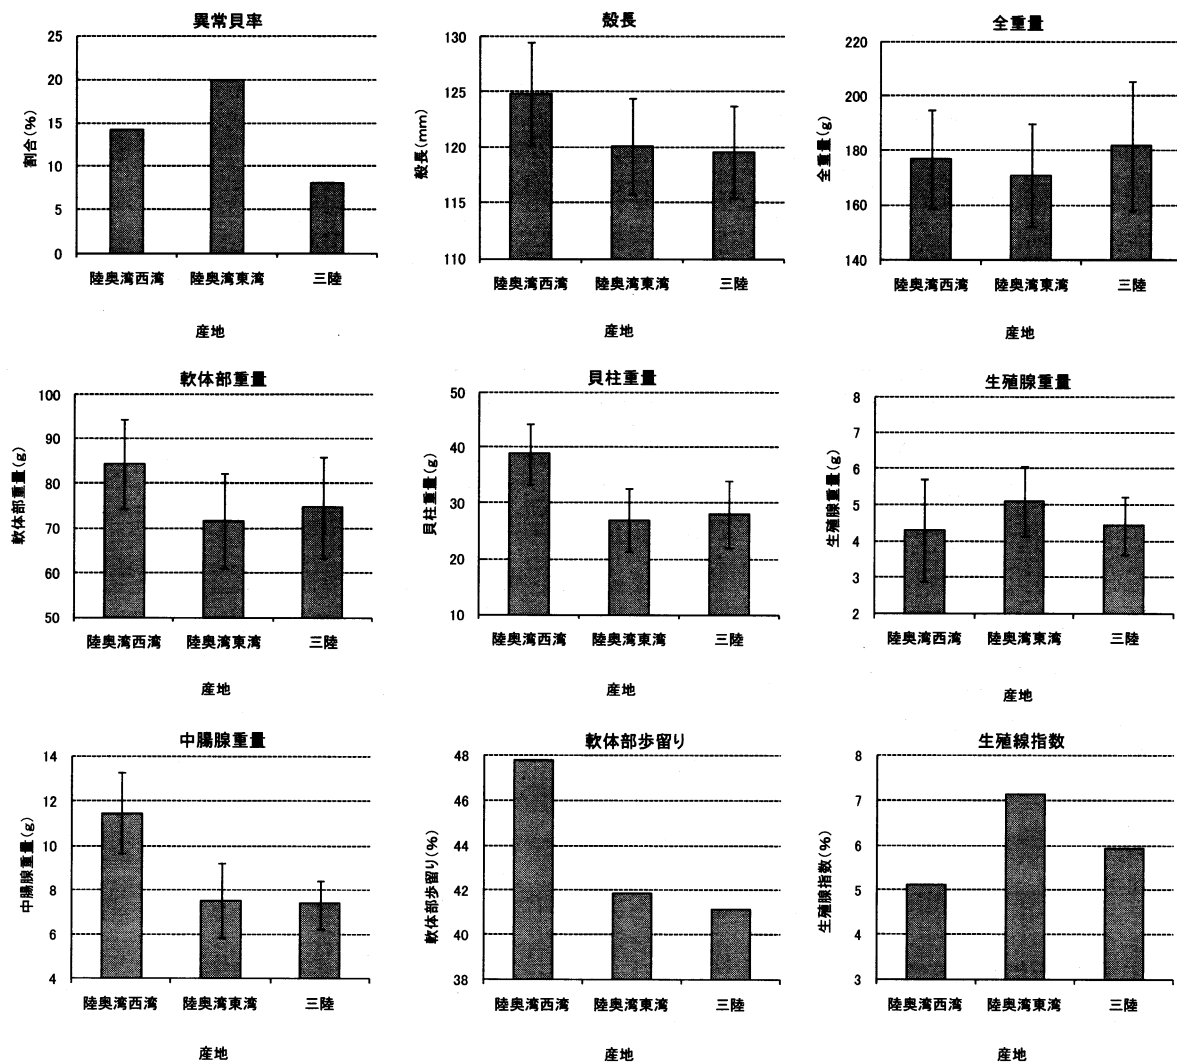 異常貝率
割合(%)
25
20
15
10
5
0
陸奥湾西湾 陸奥湾東湾 三陸
産地
殻長
殻長(mm)
130
125
120
115
110
陸奥湾西湾 陸奥湾東湾 三陸
産地
全重量
全重量(g)
220
200
180
160
140
陸奥湾西湾 陸奥湾東湾 三陸
産地
軟体部重量
軟体部重量(g)
100
90
80
70
60
50
陸奥湾西湾 陸奥湾東湾 三陸
産地
貝柱重量
貝柱重量(g)
50
40
30
20
10
陸奥湾西湾 陸奥湾東湾 三陸
産地
生殖腺重量
生殖腺重量(g)
8
7
6
5
4
3
2
陸奥湾西湾 陸奥湾東湾 三陸
産地
中腸腺重量
中腸腺重量(g)
14
12
10
8
6
4
陸奥湾西湾 陸奥湾東湾 三陸
産地
軟体部歩留り
軟体部歩留り(%)
48
46
44
42
40
38
陸奥湾西湾 陸奥湾東湾 三陸
産地
生殖線指数
生殖腺指数(%)
8
7
6
5
4
3
陸奥湾西湾 陸奥湾東湾 三陸
産地